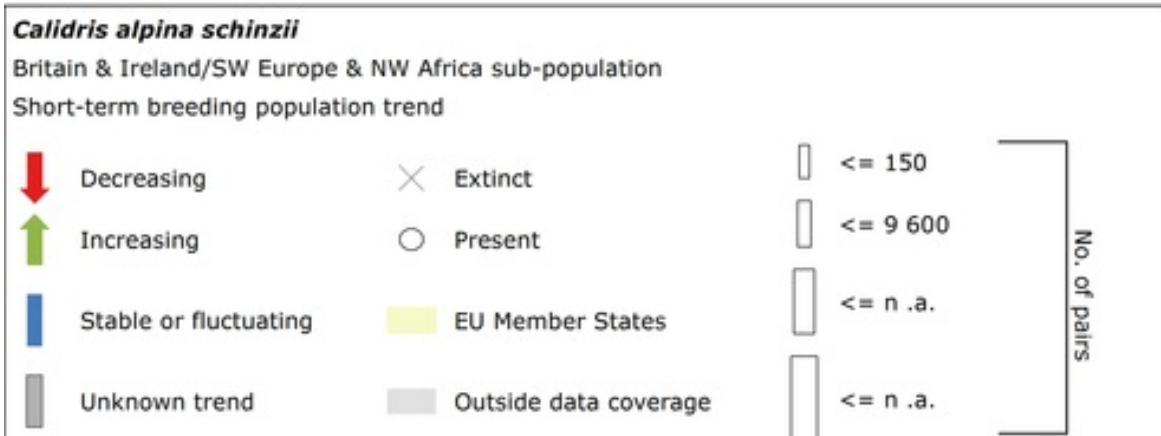 Calidris alpina schinzii
Britain & Ireland/SW Europe & NW Africa sub-population
Short-term breeding population trend
Decreasing
Increasing
Stable or fluctuating
Unknown trend
Extinct
Present
EU Member States
Outside data coverage
<= 150
<= 9 600
<= n .a.
<= n .a.
No. of pairs